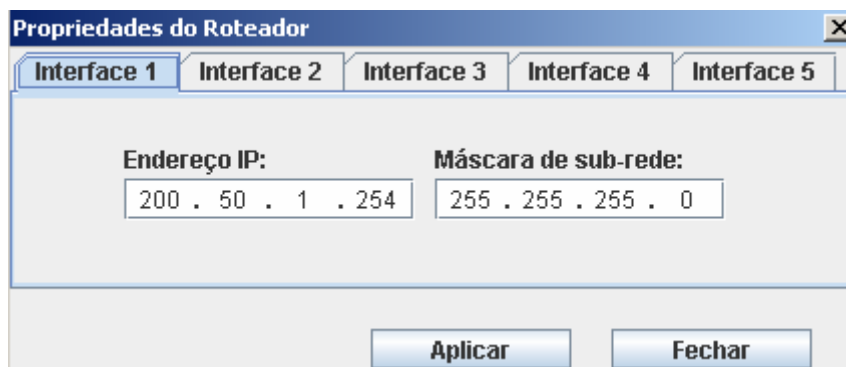 Propriedades do Roteador
Interface 1 Interface 2 Interface 3 Interface 4 Interface 5
Endereço IP: Máscara de sub-rede:
200 . 50 . 1 . 254 255 . 255 . 255 . 0
Aplicar Fechar